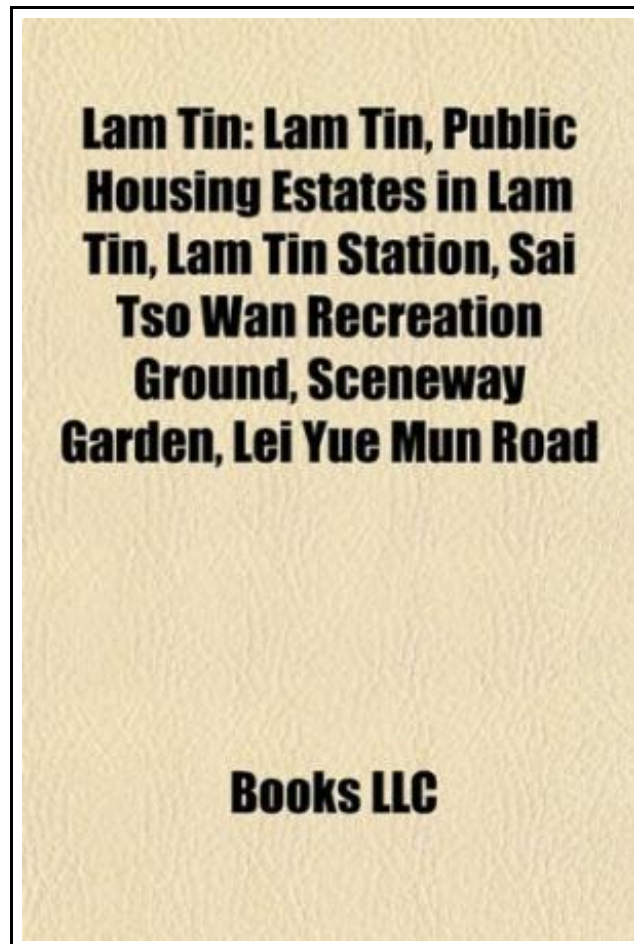 Lam Tin: Lam Tin, Public
Housing Estates in Lam
Tin, Lam Tin Station, Sai
Tso Wan Recreation
Ground, Sceneway
Garden, Lei Yue Mun Road
Books LLC